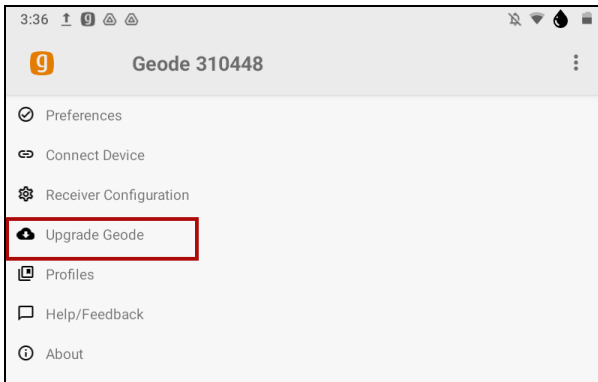 3:36
g
g Geode 310448
Preferences
Connect Device
Receiver Configuration
Upgrade Geode
Profiles
Help/Feedback
About